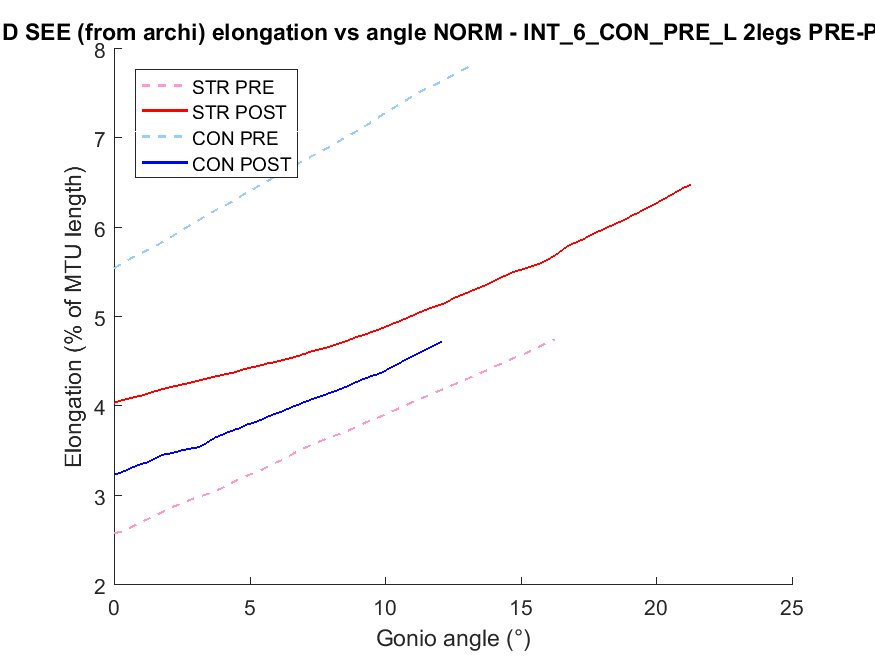 D SEE (from archi) elongation vs angle NORM - INT_6_CON_PRE_L 2legs PRE-P
8
7
6
5
4
3
2
Elongation (% of MTU length)
STR PRE
STR POST
CON PRE
CON POST
0 5 10 15 20 25
Gonio angle (°)